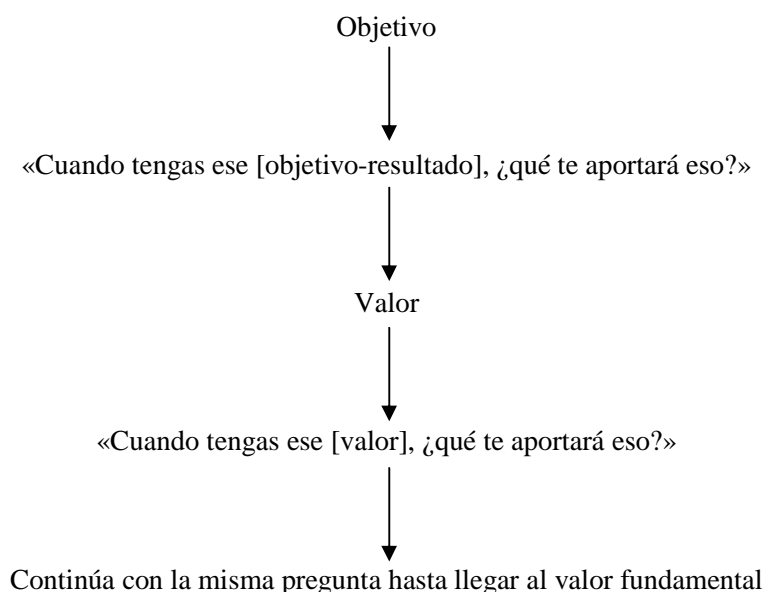 Objetivo
«Cuando tengas ese [objetivo-resultado], ¿qué te aportará eso?»
Valor
«Cuando tengas ese [valor], ¿qué te aportará eso?»
Continúa con la misma pregunta hasta llegar al valor fundamental